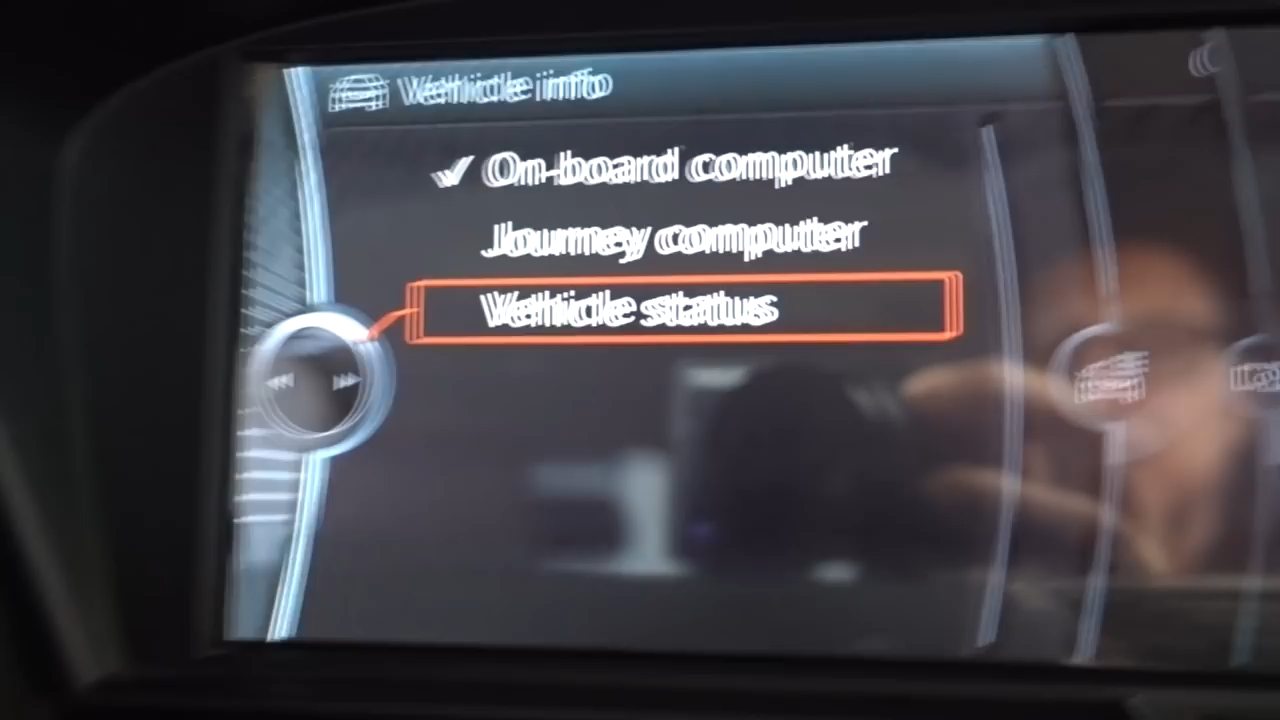 Vehicle info
On-board computer
Journey computer
Vehicle status